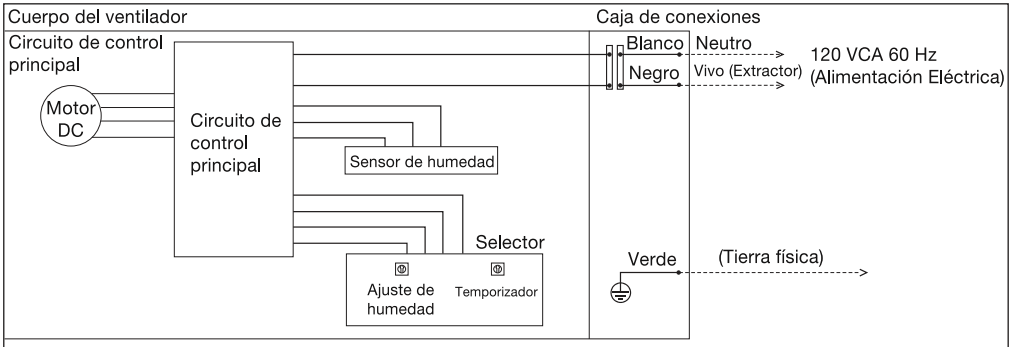 Cuerpo del ventilador
Caja de conexiones
Circuito de control
principal
Blanco
Neutro
120 VCA 60 Hz
(Alimentación Eléctrica)
Negro
Vivo (Extractor)
Motor
DC
Circuito de
control
principal
Sensor de humedad
Selector
Verde
(Tierra física)
Ajuste de
humedad
Temporizador